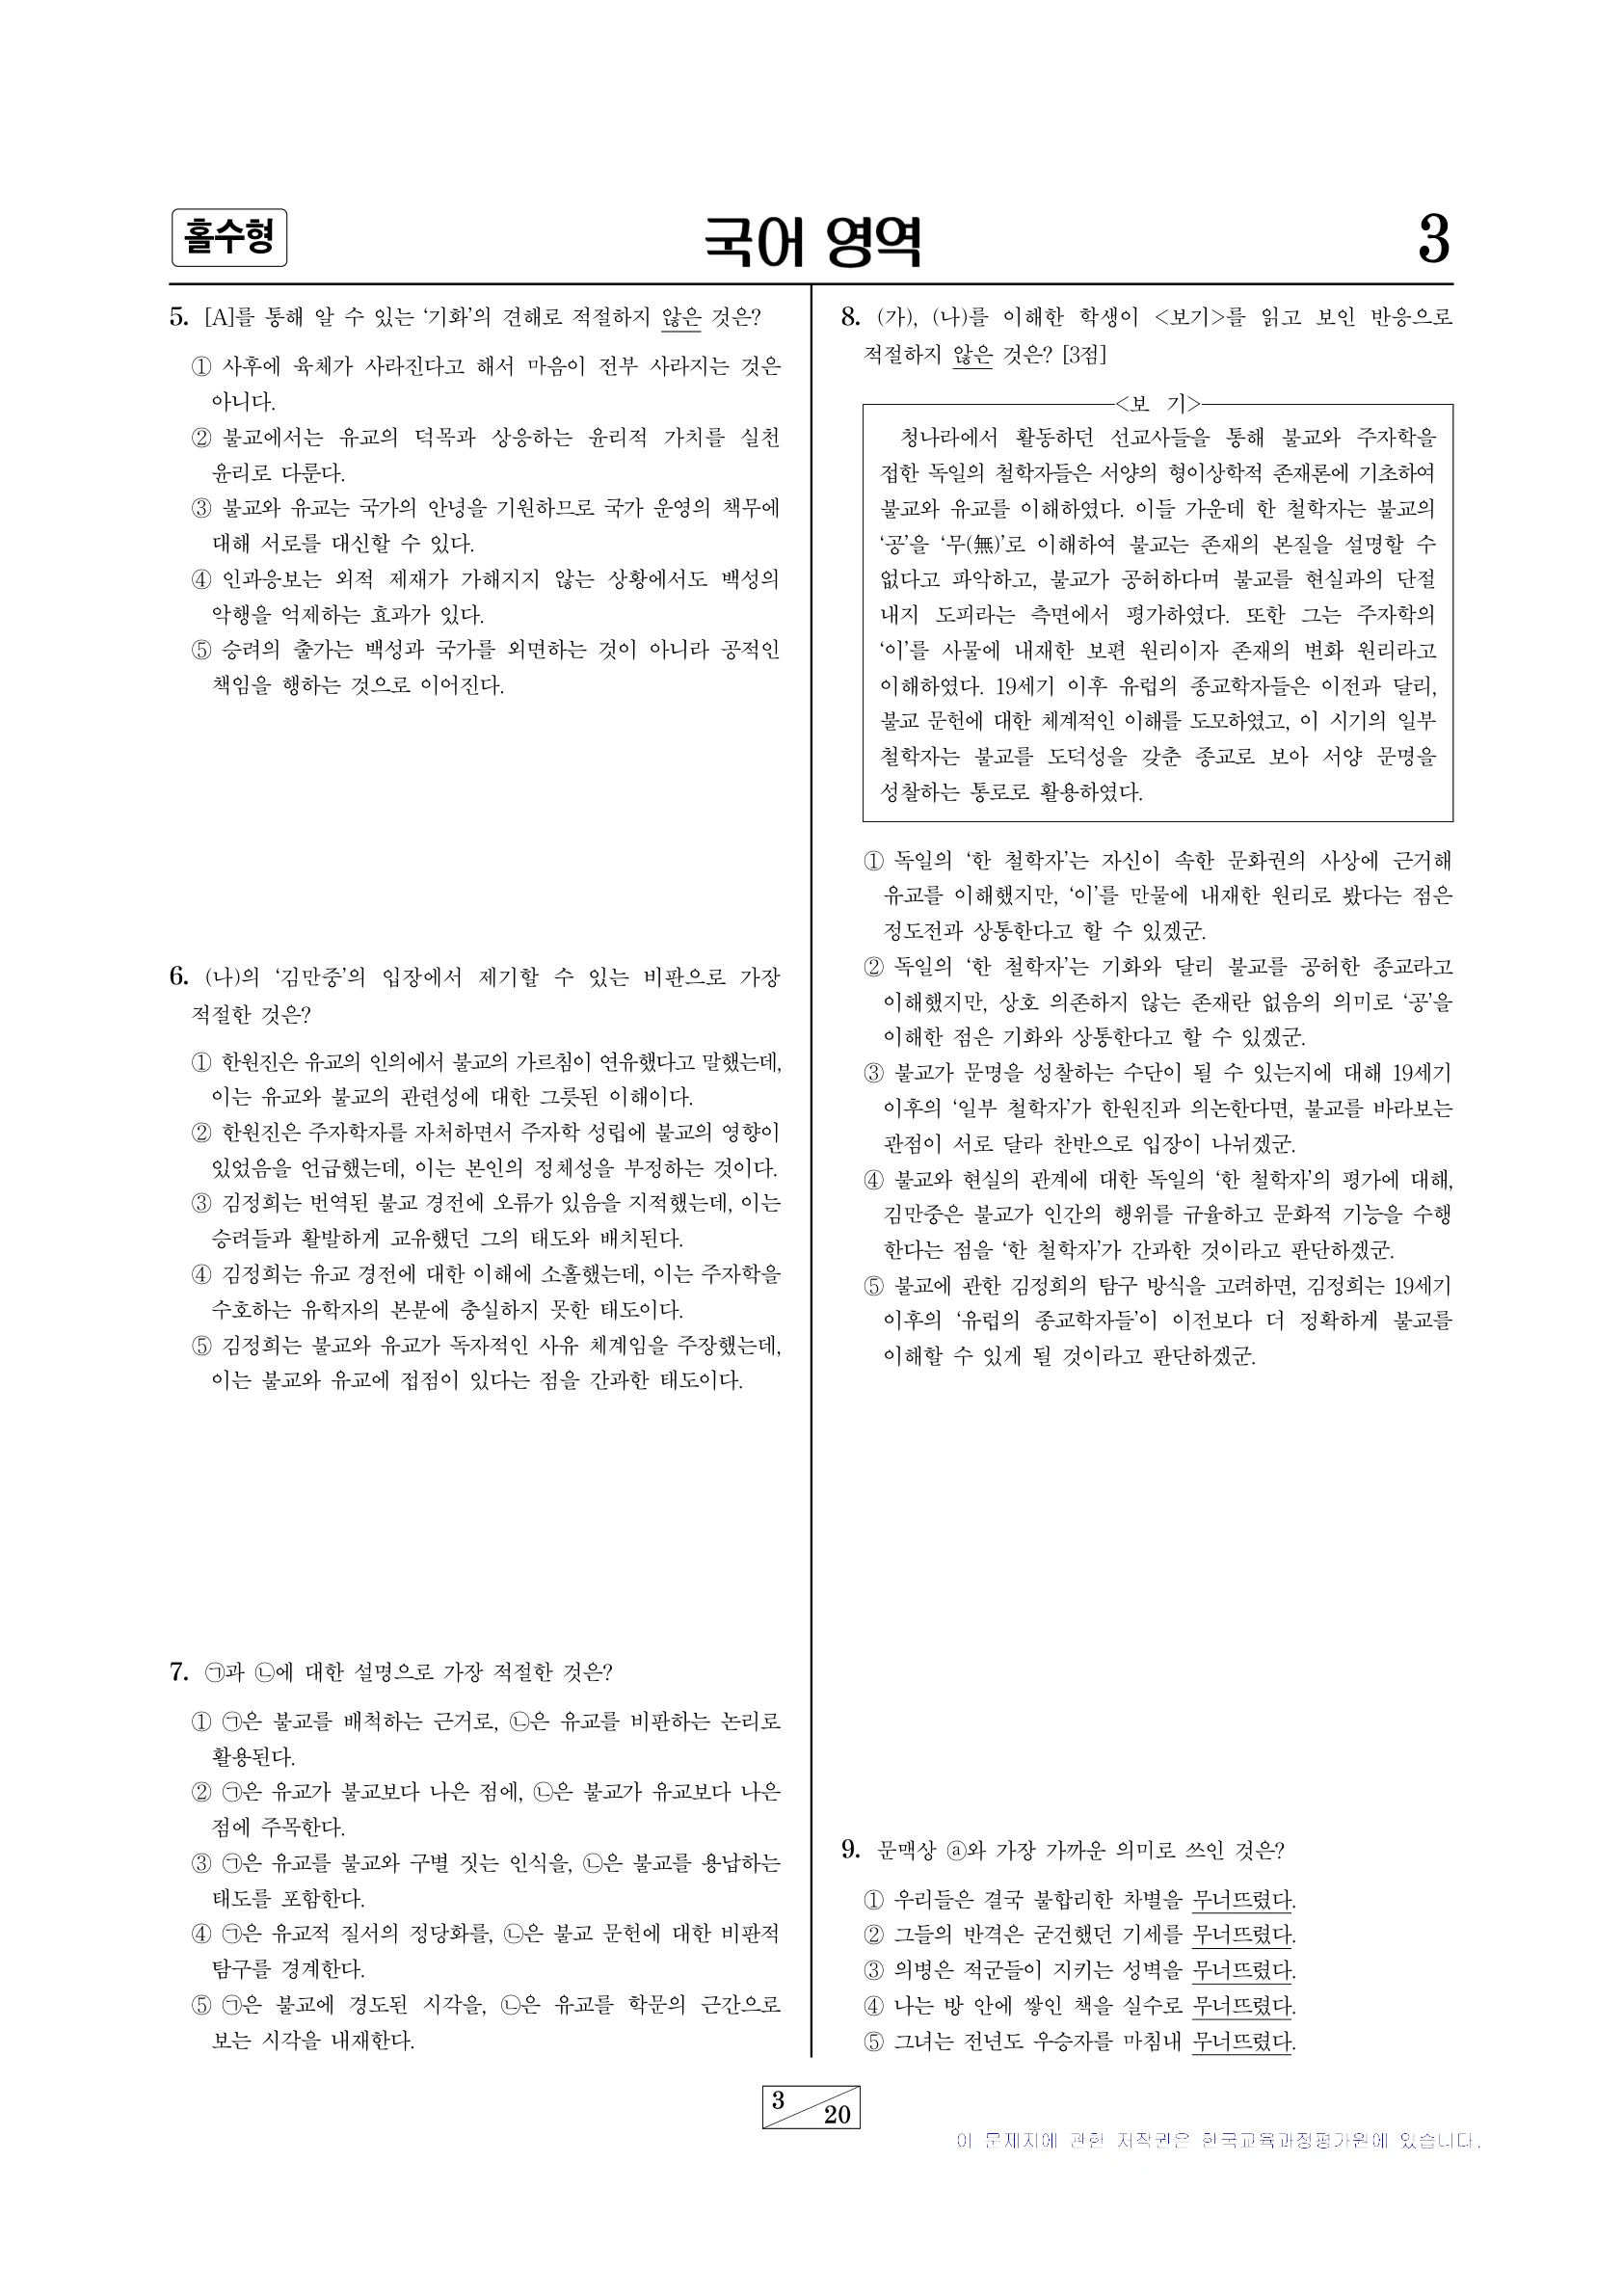 홀수형
국어 영역
3
5. [A]를 통해 알 수 있는 ‘기화’의 견해로 적절하지 않은 것은?
① 사후에 육체가 사라진다고 해서 마음이 전부 사라지는 것은
아니다.
② 불교에서는 유교의 덕목과 상응하는 윤리적 가치를 실천
윤리로 다룬다.
③ 불교와 유교는 국가의 안녕을 기원하므로 국가 운영의 책무에
대해 서로를 대신할 수 있다.
④ 인과응보는 외적 제재가 가해지지 않는 상황에서도 백성의
악행을 억제하는 효과가 있다.
⑤ 승려의 출가는 백성과 국가를 외면하는 것이 아니라 공적인
책임을 행하는 것으로 이어진다.
6. (나)의 ‘김만중’의 입장에서 제기할 수 있는 비판으로 가장
적절한 것은?
① 한원진은 유교의 인의에서 불교의 가르침이 연유했다고 말했는데,
이는 유교와 불교의 관련성에 대한 그릇된 이해이다.
② 한원진은 주자학자를 자처하면서 주자학 성립에 불교의 영향이
있었음을 언급했는데, 이는 본인의 정체성을 부정하는 것이다.
③ 김정희는 번역된 불교 경전에 오류가 있음을 지적했는데, 이는
승려들과 활발하게 교유했던 그의 태도와 배치된다.
④ 김정희는 유교 경전에 대한 이해에 소홀했는데, 이는 주자학을
수호하는 유학자의 본분에 충실하지 못한 태도이다.
⑤ 김정희는 불교와 유교가 독자적인 사유 체계임을 주장했는데,
이는 불교와 유교에 접점이 있다는 점을 간과한 태도이다.
7. ㉠과 ㉡에 대한 설명으로 가장 적절한 것은?
① ㉠은 불교를 배척하는 근거로, ㉡은 유교를 비판하는 논리로
활용된다.
② ㉠은 유교가 불교보다 나은 점에, ㉡은 불교가 유교보다 나은
점에 주목한다.
③ ㉠은 유교를 불교와 구별 짓는 인식을, ㉡은 불교를 용납하는
태도를 포함한다.
④ ㉠은 유교적 질서의 정당화를, ㉡은 불교 문헌에 대한 비판적
탐구를 경계한다.
⑤ ㉠은 불교에 경도된 시각을, ㉡은 유교를 학문의 근간으로
보는 시각을 내재한다.
8. (가), (나)를 이해한 학생이 <보기>를 읽고 보인 반응으로
적절하지 않은 것은? [3점]
<보 기>
청나라에서 활동하던 선교사들을 통해 불교와 주자학을
접한 독일의 철학자들은 서양의 형이상학적 존재론에 기초하여
불교와 유교를 이해하였다. 이들 가운데 한 철학자는 불교의
‘공’을 ‘무(無)’로 이해하여 불교는 존재의 본질을 설명할 수
없다고 파악하고, 불교가 공허하다며 불교를 현실과의 단절
내지 도피라는 측면에서 평가하였다. 또한 그는 주자학의
‘이’를 사물에 내재한 보편 원리이자 존재의 변화 원리라고
이해하였다. 19세기 이후 유럽의 종교학자들은 이전과 달리,
불교 문헌에 대한 체계적인 이해를 도모하였고, 이 시기의 일부
철학자는 불교를 도덕성을 갖춘 종교로 보아 서양 문명을
성찰하는 통로로 활용하였다.
① 독일의 ‘한 철학자’는 자신이 속한 문화권의 사상에 근거해
유교를 이해했지만, ‘이’를 만물에 내재한 원리로 봤다는 점은
정도전과 상통한다고 할 수 있겠군.
② 독일의 ‘한 철학자’는 기화와 달리 불교를 공허한 종교라고
이해했지만, 상호 의존하지 않는 존재란 없음의 의미로 ‘공’을
이해한 점은 기화와 상통한다고 할 수 있겠군.
③ 불교가 문명을 성찰하는 수단이 될 수 있는지에 대해 19세기
이후의 ‘일부 철학자’가 한원진과 의논한다면, 불교를 바라보는
관점이 서로 달라 찬반으로 입장이 나뉘겠군.
④ 불교와 현실의 관계에 대한 독일의 ‘한 철학자’의 평가에 대해,
김만중은 불교가 인간의 행위를 규율하고 문화적 기능을 수행
한다는 점을 ‘한 철학자’가 간과한 것이라고 판단하겠군.
⑤ 불교에 관한 김정희의 탐구 방식을 고려하면, 김정희는 19세기
이후의 ‘유럽의 종교학자들’이 이전보다 더 정확하게 불교를
이해할 수 있게 될 것이라고 판단하겠군.
9. 문맥상 ⓐ와 가장 가까운 의미로 쓰인 것은?
① 우리들은 결국 불합리한 차별을 무너뜨렸다.
② 그들의 반격은 굳건했던 기세를 무너뜨렸다.
③ 의병은 적군들이 지키는 성벽을 무너뜨렸다.
④ 나는 방 안에 쌓인 책을 실수로 무너뜨렸다.
⑤ 그녀는 전년도 우승자를 마침내 무너뜨렸다.
3
20
이 문제지에 관한 저작권은 한국교육과정평가원에 있습니다.